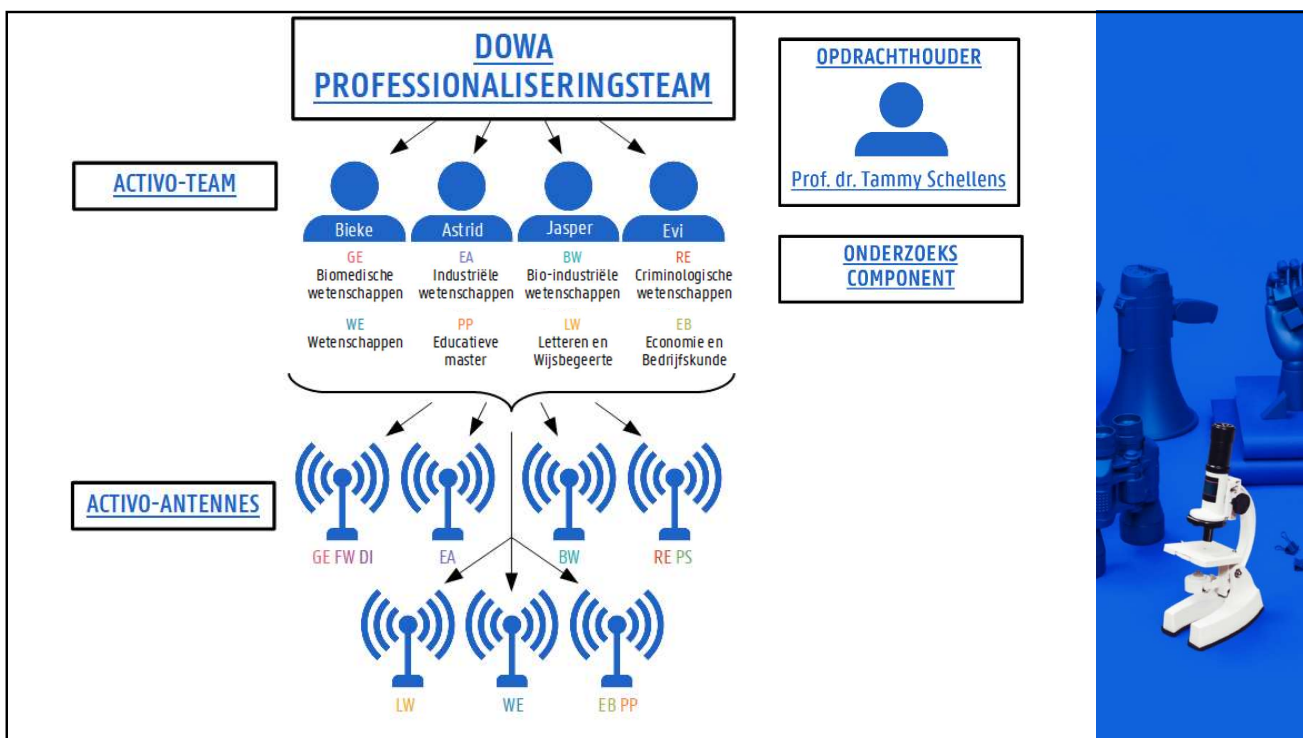 DOWA
PROFESSIONALISERINGSTEAM
OPDRACHTHOUDER
Prof. dr. Tammy Schellens
ACTIVO-TEAM
Bieke
Astrid
Jasper
Evi
GE
Biomedische
wetenschappen
EA
Industriële
wetenschappen
BW
Bio-industriële
wetenschappen
RE
Criminologische
wetenschappen
ONDERZOEKS
COMPONENT
WE
Wetenschappen
PP
Educatieve
master
LW
Letteren en
Wijsbegeerte
EB
Economie en
Bedrijfskunde
ACTIVO-ANTENNES
GE FW DI
EA
BW
RE PS
LW
WE
EB PP